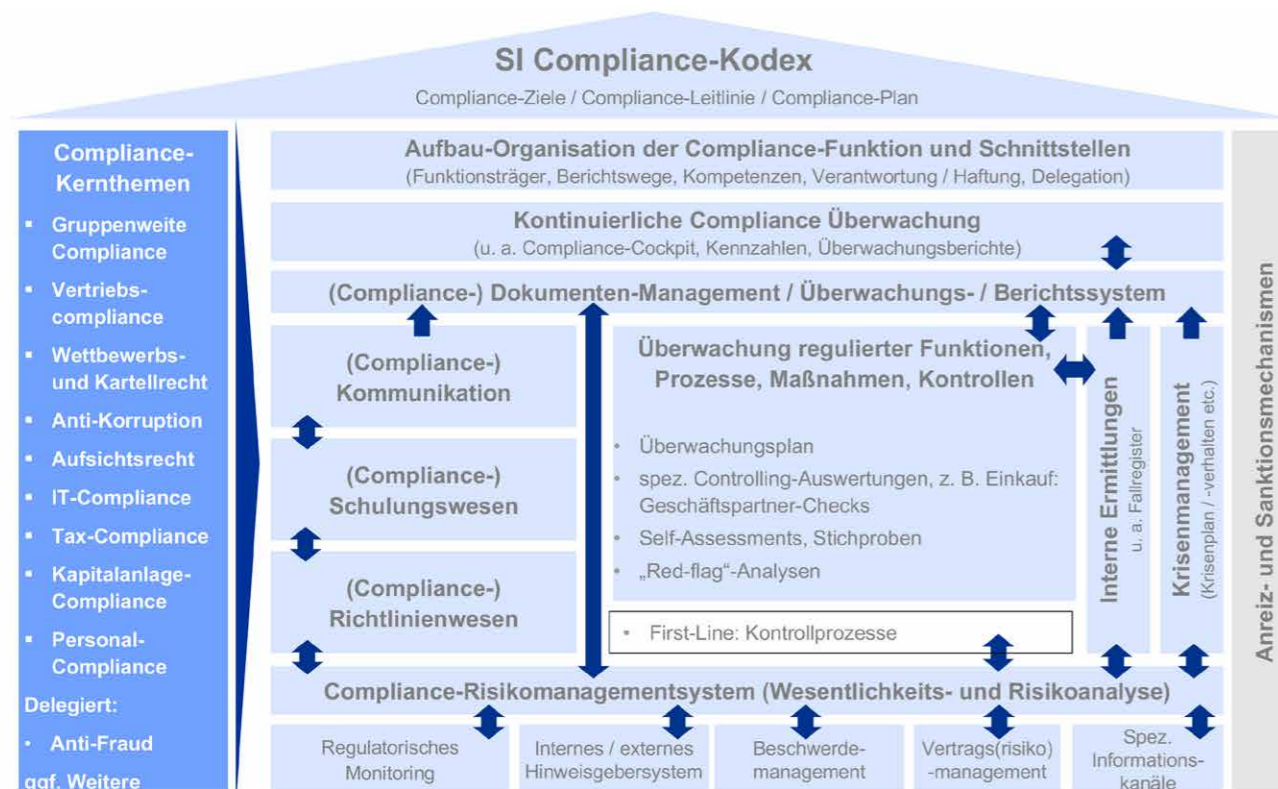 SI Compliance-Kodex
Compliance-Ziele / Compliance-Leitlinie / Compliance-Plan
Compliance-
Kernthemen
▪ Gruppenweite
Compliance
▪ Vertriebs-
compliance
▪ Wettbewerbs-
und Kartellrecht
▪ Anti-Korruption
▪ Aufsichtsrecht
▪ IT-Compliance
▪ Tax-Compliance
▪ Kapitalanlage-
Compliance
▪ Personal-
Compliance
Delegiert:
• Anti-Fraud
ggf. Weitere
Aufbau-Organisation der Compliance-Funktion und Schnittstellen
(Funktionsträger, Berichtswege, Kompetenzen, Verantwortung / Haftung, Delegation)
Kontinuierliche Compliance Überwachung
(u. a. Compliance-Cockpit, Kennzahlen, Überwachungsberichte)
(Compliance-) Dokumenten-Management / Überwachungs- / Berichtssystem
(Compliance-)
Kommunikation
(Compliance-)
Schulungswesen
(Compliance-)
Richtlinienwesen
Überwachung regulierter Funktionen,
Prozesse, Maßnahmen, Kontrollen
• Überwachungsplan
• spez. Controlling-Auswertungen, z. B. Einkauf:
Geschäftspartner-Checks
• Self-Assessments, Stichproben
• „Red-flag“-Analysen
• First-Line: Kontrollprozesse
Interne Ermittlungen
u. a. Fallregister
Krisenmanagement
(Krisenplan / -verhalten etc.)
Compliance-Risikomanagementsystem (Wesentlichkeits- und Risikoanalyse)
Regulatorisches
Monitoring
Internes / externes
Hinweisgebersystem
Beschwerde-
management
Vertrags(risiko)
-management
Spez.
Informations-
kanäle
Anreiz- und Sanktionsmechanismen